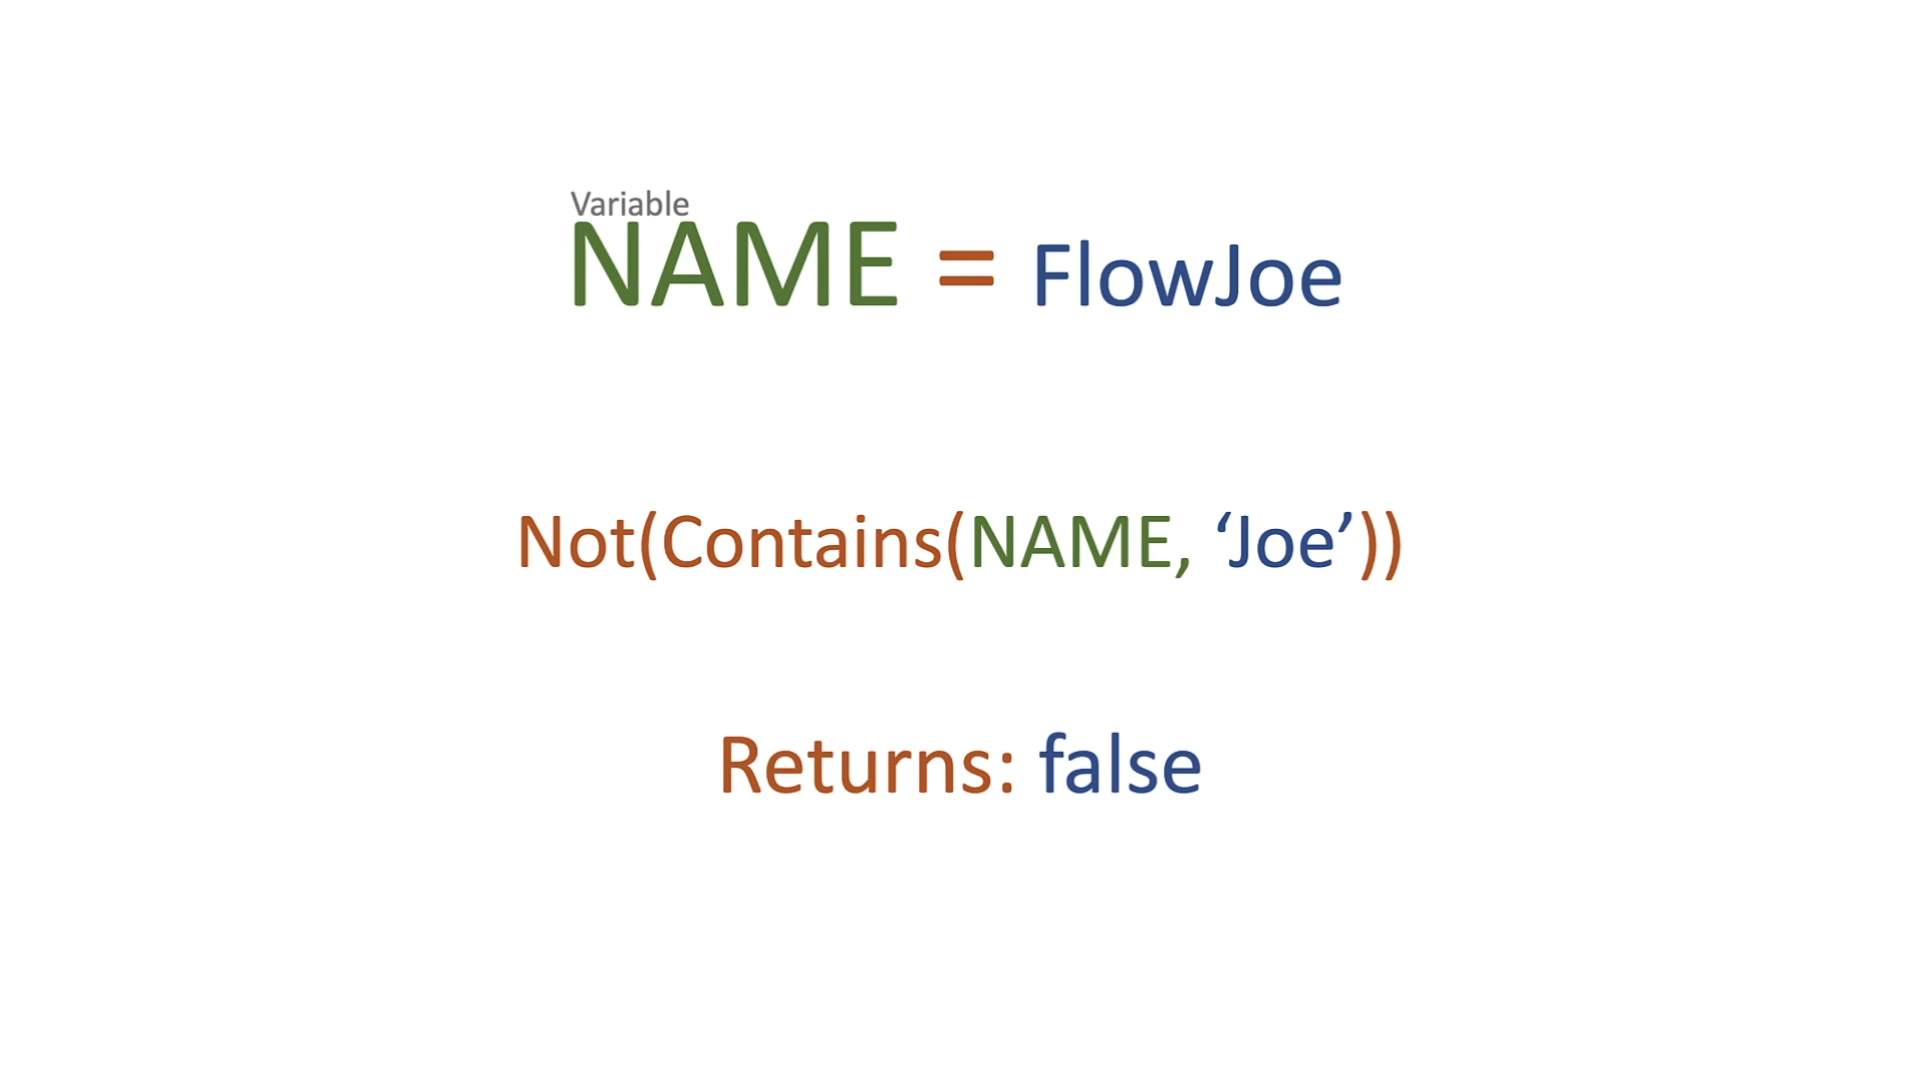 Variable
NAME = FlowJoe
Not(Contains(NAME, ‘Joe’))
Returns: false